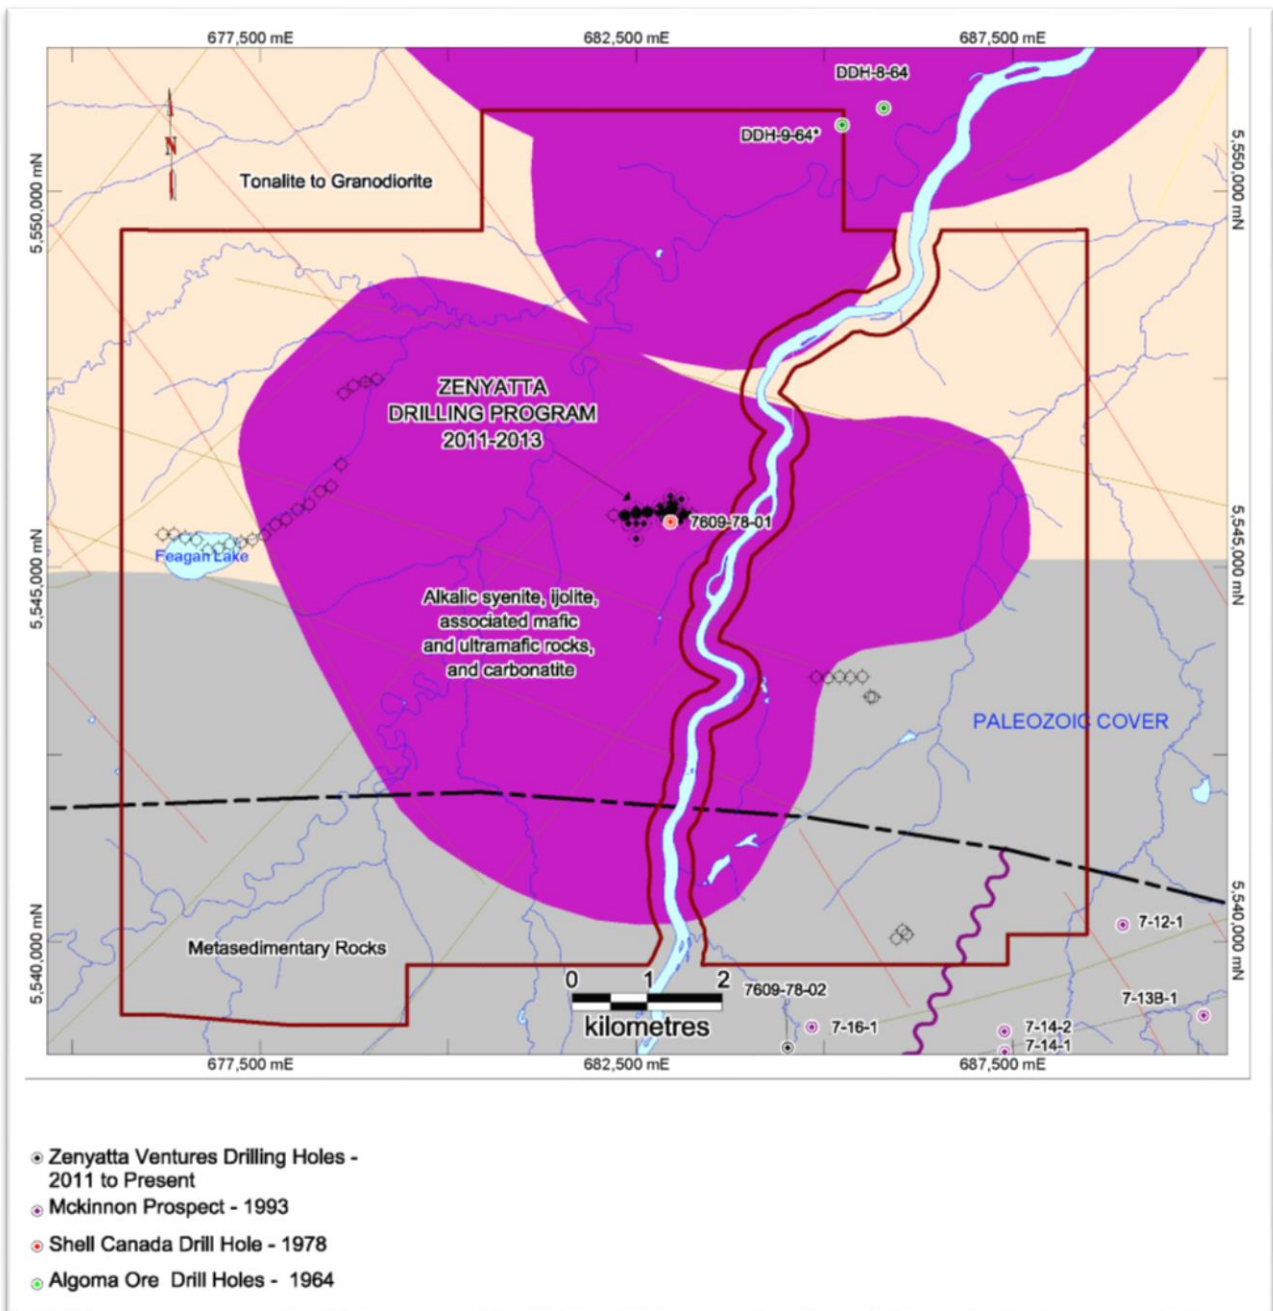 677,500 mE
682,500 mE
687,500 mE
DDH-8-64
DDH-9-64*
N
Tonalite to Granodiorite
5,550,000 mN
5,550,000 mN
ZENYATTA
DRILLING PROGRAM
2011-2013
7609-78-01
Feagan Lake
5,545,000 mN
5,545,000 mN
Alkalic syenite, ijolite,
associated mafic
and ultramafic rocks,
and carbonatite
PALEOZOIC COVER
5,540,000 mN
5,540,000 mN
7-12-1
Metasedimentary Rocks
0 1 2
kilometres
7609-78-02
7-13B-1
7-16-1
7-14-2
7-14-1
677,500 mE
682,500 mE
687,500 mE
Zenyatta Ventures Drilling Holes -
2011 to Present
Mckinnon Prospect - 1993
Shell Canada Drill Hole - 1978
Algoma Ore Drill Holes - 1964